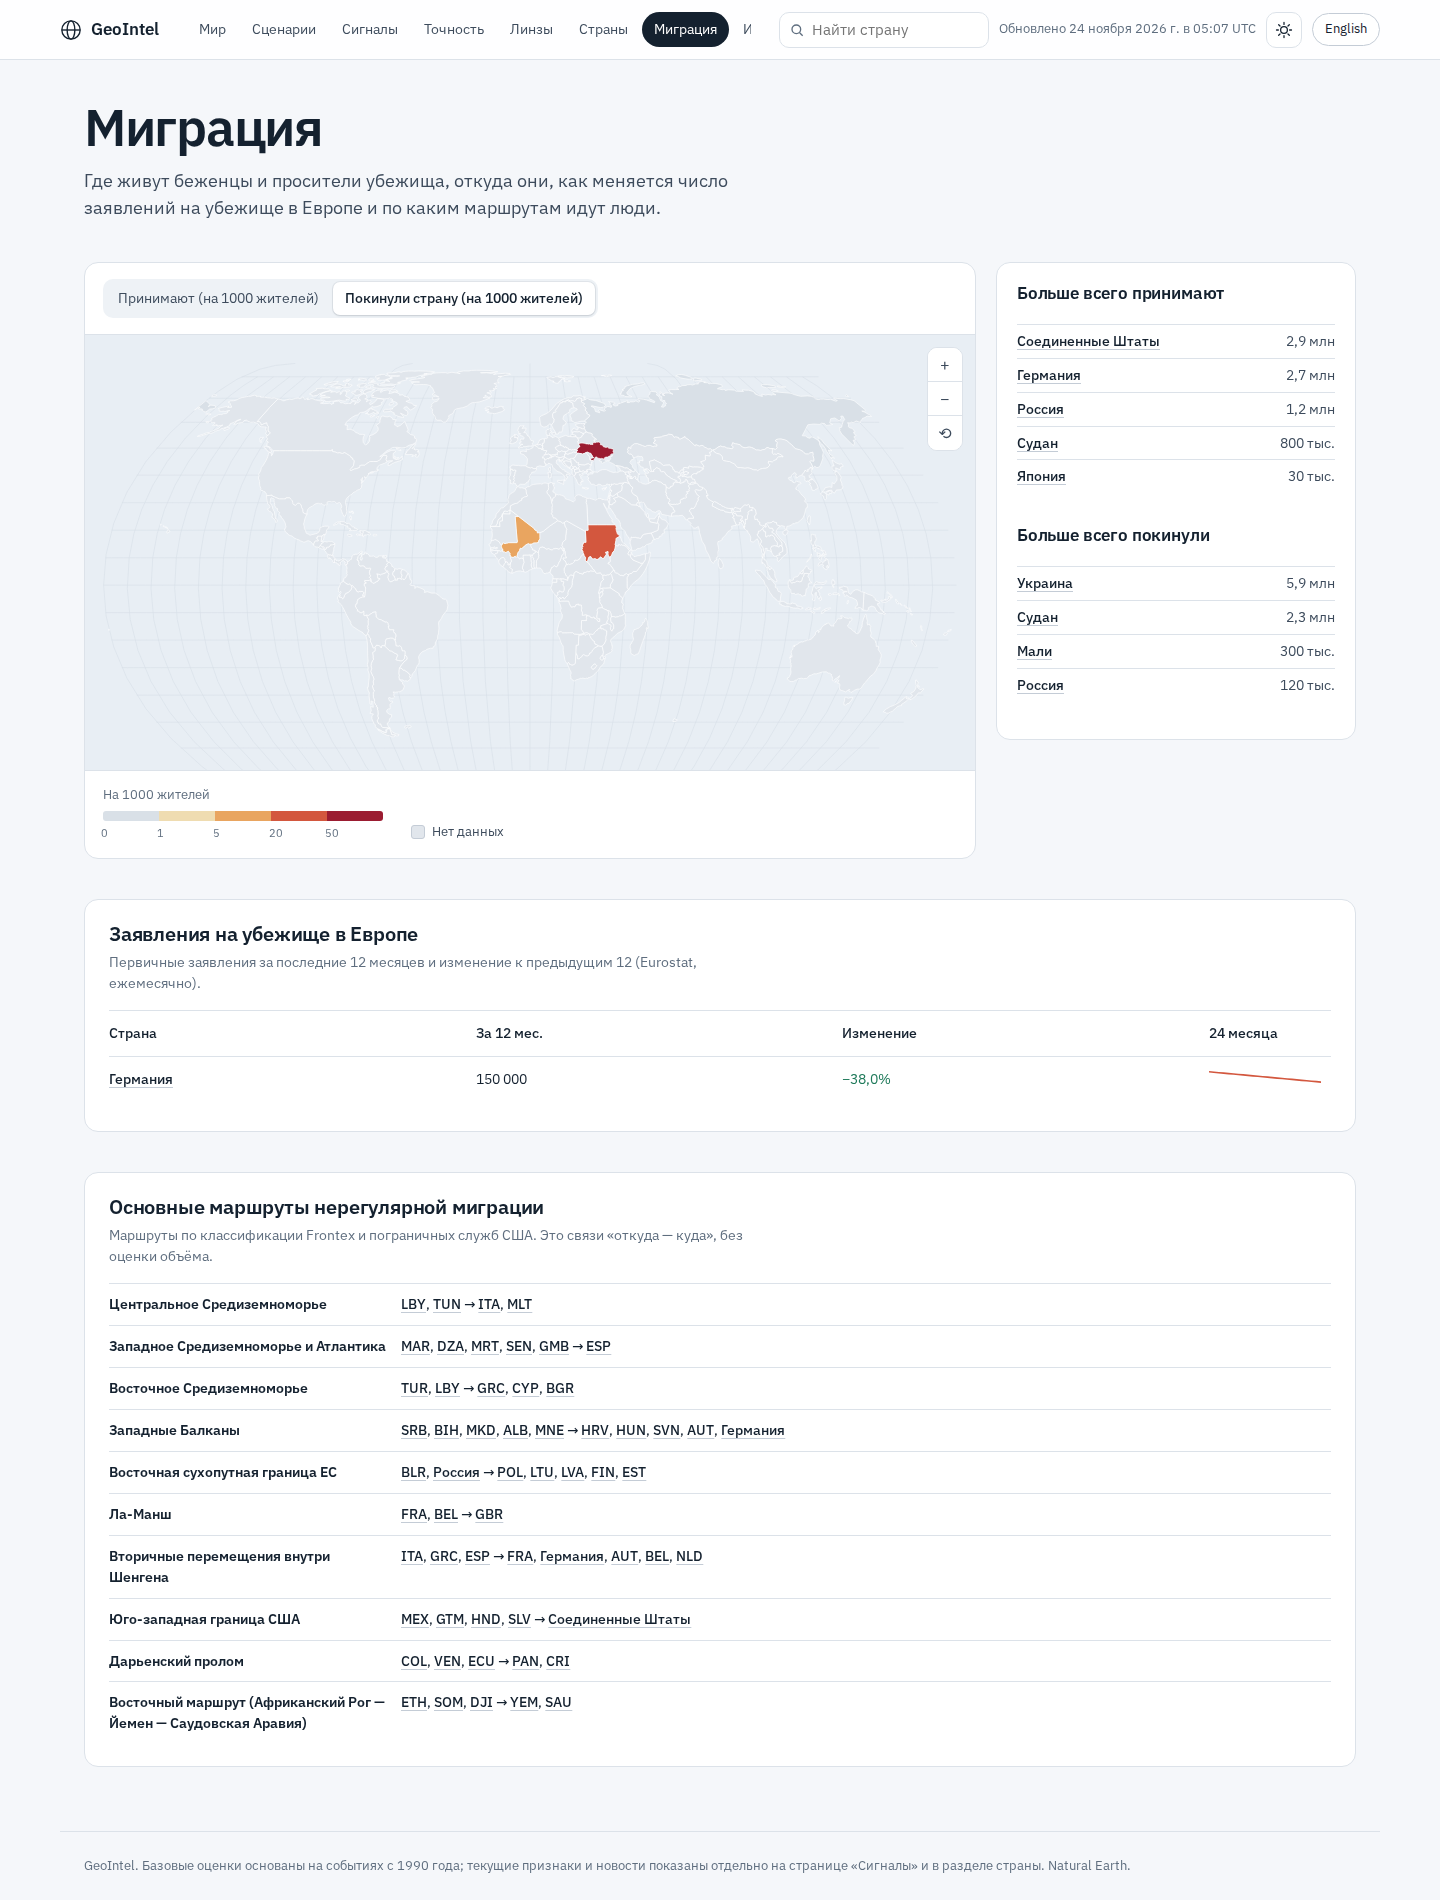 GeoIntel
Мир
Сценарии
Сигналы
Точность
Линзы
Страны
Миграция
Найти страну
Обновлено 24 ноября 2026 г. в 05:07 UTC
English
Миграция
Где живут беженцы и просители убежища, откуда они, как меняется число
заявлений на убежище в Европе и по каким маршрутам идут люди.
Принимают (на 1000 жителей)
Покинули страну (на 1000 жителей)
+
−
⟲
На 1000 жителей
0 1 5 20 50
Нет данных
Больше всего принимают
Соединенные Штаты 2,9 млн
Германия 2,7 млн
Россия 1,2 млн
Судан 800 тыс.
Япония 30 тыс.
Больше всего покинули
Украина 5,9 млн
Судан 2,3 млн
Мали 300 тыс.
Россия 120 тыс.
Заявления на убежище в Европе
Первичные заявления за последние 12 месяцев и изменение к предыдущим 12 (Eurostat,
ежемесячно).
Страна За 12 мес. Изменение 24 месяца
Германия 150 000 −38,0%
Основные маршруты нерегулярной миграции
Маршруты по классификации Frontex и пограничных служб США. Это связи «откуда — куда», без
оценки объёма.
Центральное Средиземноморье LBY, TUN → ITA, MLT
Западное Средиземноморье и Атлантика MAR, DZA, MRT, SEN, GMB → ESP
Восточное Средиземноморье TUR, LBY → GRC, CYP, BGR
Западные Балканы SRB, BIH, MKD, ALB, MNE → HRV, HUN, SVN, AUT, Германия
Восточная сухопутная граница ЕС BLR, Россия → POL, LTU, LVA, FIN, EST
Ла-Манш FRA, BEL → GBR
Вторичные перемещения внутри ITA, GRC, ESP → FRA, Германия, AUT, BEL, NLD
Шенгена
Юго-западная граница США MEX, GTM, HND, SLV → Соединенные Штаты
Дарьенский пролом COL, VEN, ECU → PAN, CRI
Восточный маршрут (Африканский Рог — ETH, SOM, DJI → YEM, SAU
Йемен — Саудовская Аравия)
GeoIntel. Базовые оценки основаны на событиях с 1990 года; текущие признаки и новости показаны отдельно на странице «Сигналы» и в разделе страны. Natural Earth.